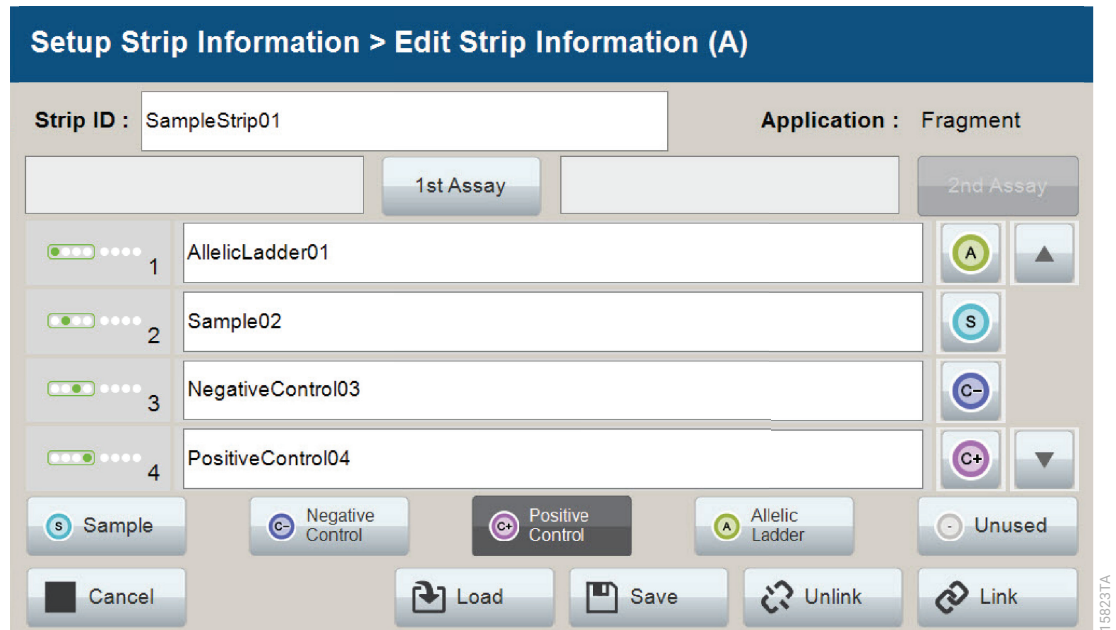 Setup Strip Information > Edit Strip Information (A)
Strip ID : SampleStrip01 Application : Fragment
1st Assay 2nd Assay
1 AllelicLadder01 A
2 Sample02 S
3 NegativeControl03 C-
4 PositiveControl04 C+
S Sample
C- Negative
Control
C+ Positive
Control
A Allelic
Ladder
- Unused
Cancel Load Save Unlink Link
15823TA